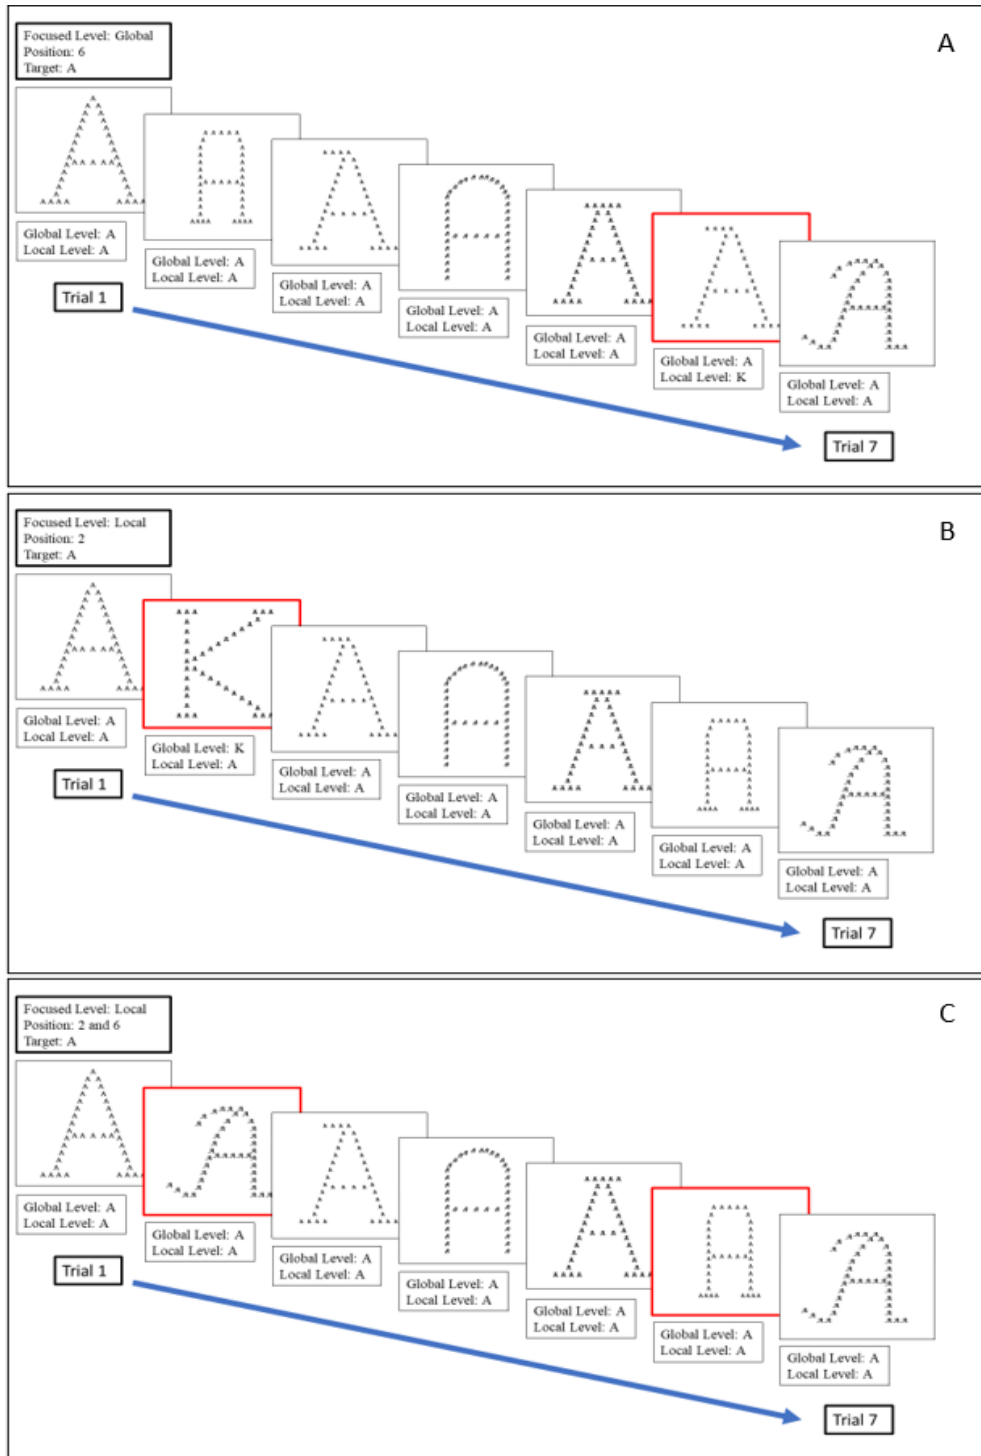 A
Focused Level: Global
Position: 6
Target: A
Global Level: A
Local Level: A
Global Level: A
Local Level: A
Global Level: A
Local Level: A
Global Level: A
Local Level: A
Global Level: A
Local Level: A
Global Level: A
Local Level: K
Global Level: A
Local Level: A
Trial 1
Trial 7
B
Focused Level: Local
Position: 2
Target: A
Global Level: A
Local Level: A
Global Level: K
Local Level: A
Global Level: A
Local Level: A
Global Level: A
Local Level: A
Global Level: A
Local Level: A
Global Level: A
Local Level: A
Global Level: A
Local Level: A
Trial 1
Trial 7
C
Focused Level: Local
Position: 2 and 6
Target: A
Global Level: A
Local Level: A
Global Level: A
Local Level: A
Global Level: A
Local Level: A
Global Level: A
Local Level: A
Global Level: A
Local Level: A
Global Level: A
Local Level: A
Global Level: A
Local Level: A
Trial 1
Trial 7